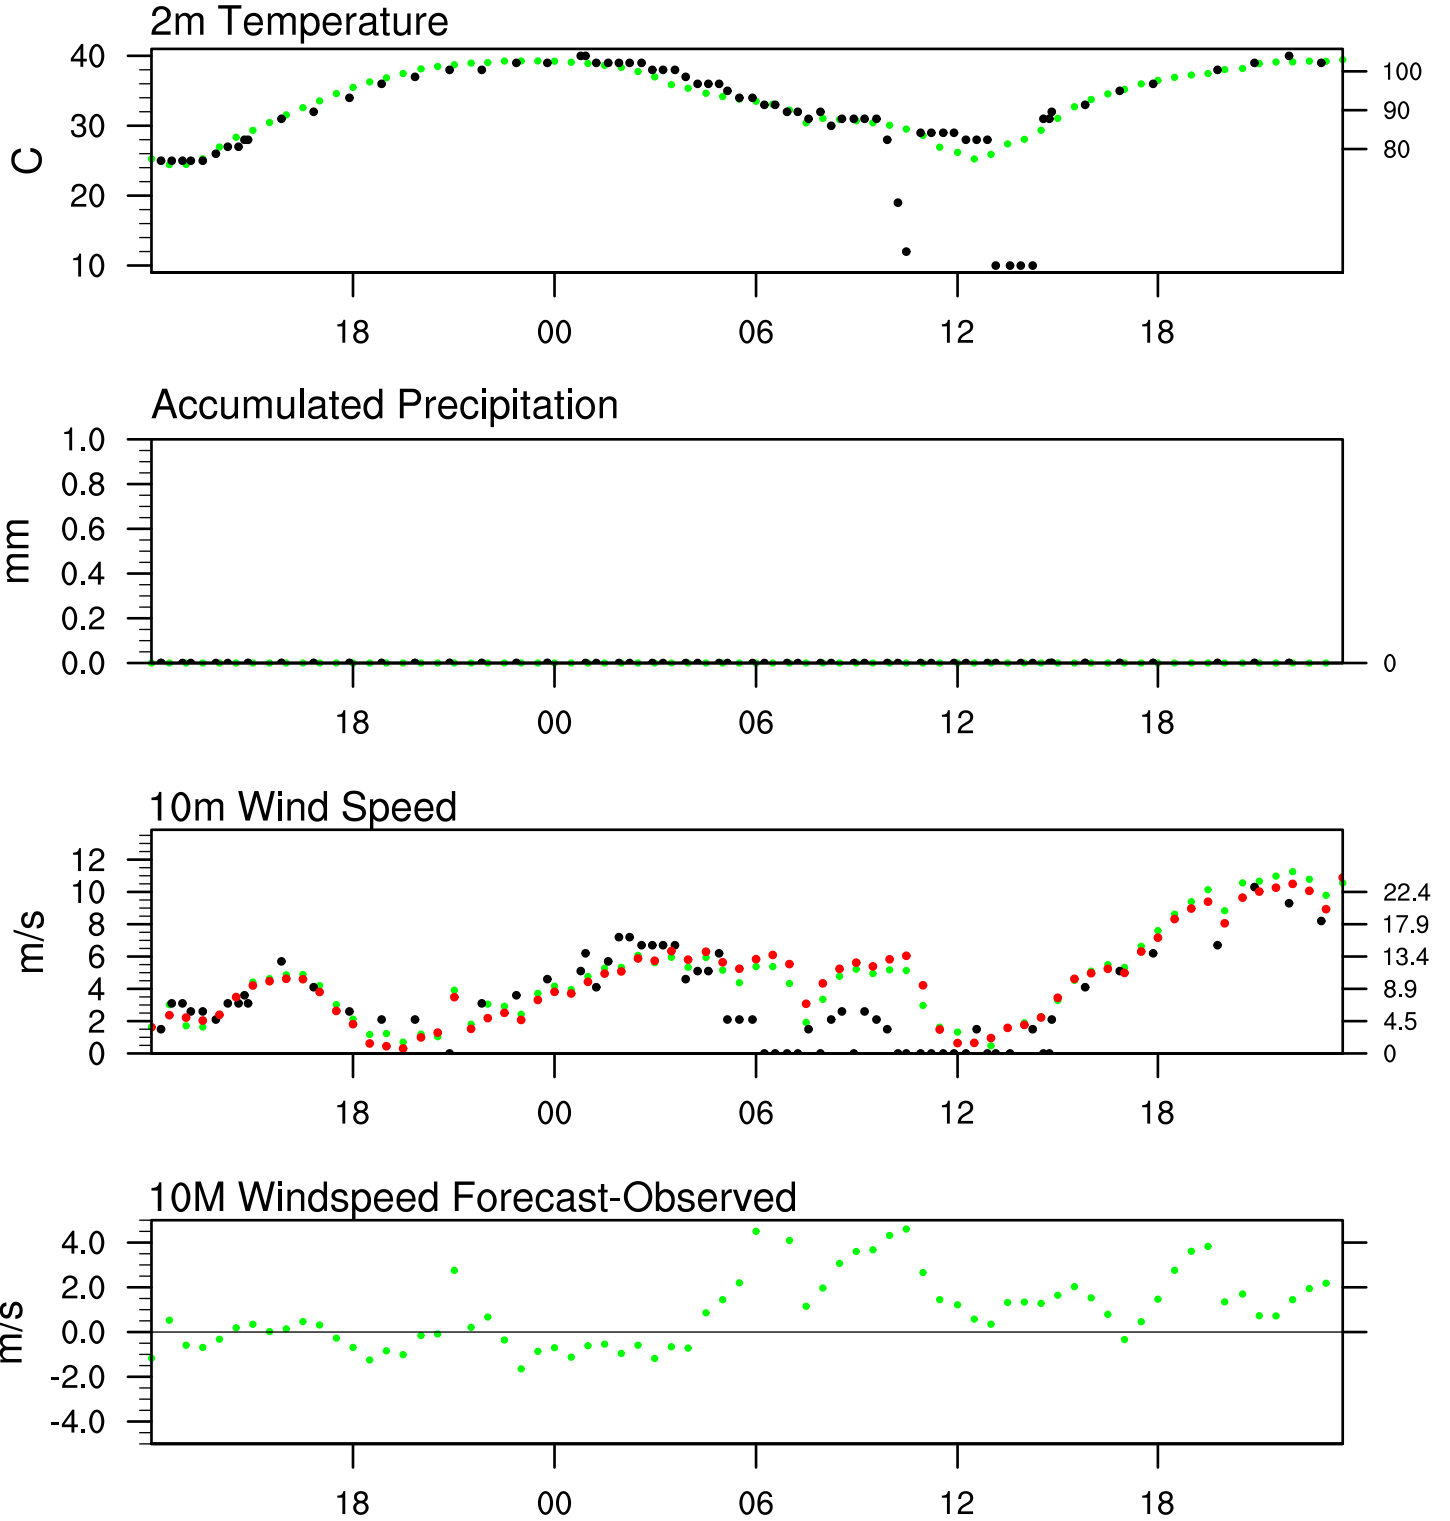 2m Temperature
40
30
20
10
C
100
90
80
18 00 06 12 18
Accumulated Precipitation
1.0
0.8
0.6
0.4
0.2
0.0
mm
0
18 00 06 12 18
10m Wind Speed
12
10
8
6
4
2
0
m/s
22.4
17.9
13.4
8.9
4.5
0
18 00 06 12 18
10M Windspeed Forecast-Observed
4.0
2.0
0.0
-2.0
-4.0
m/s
18 00 06 12 18